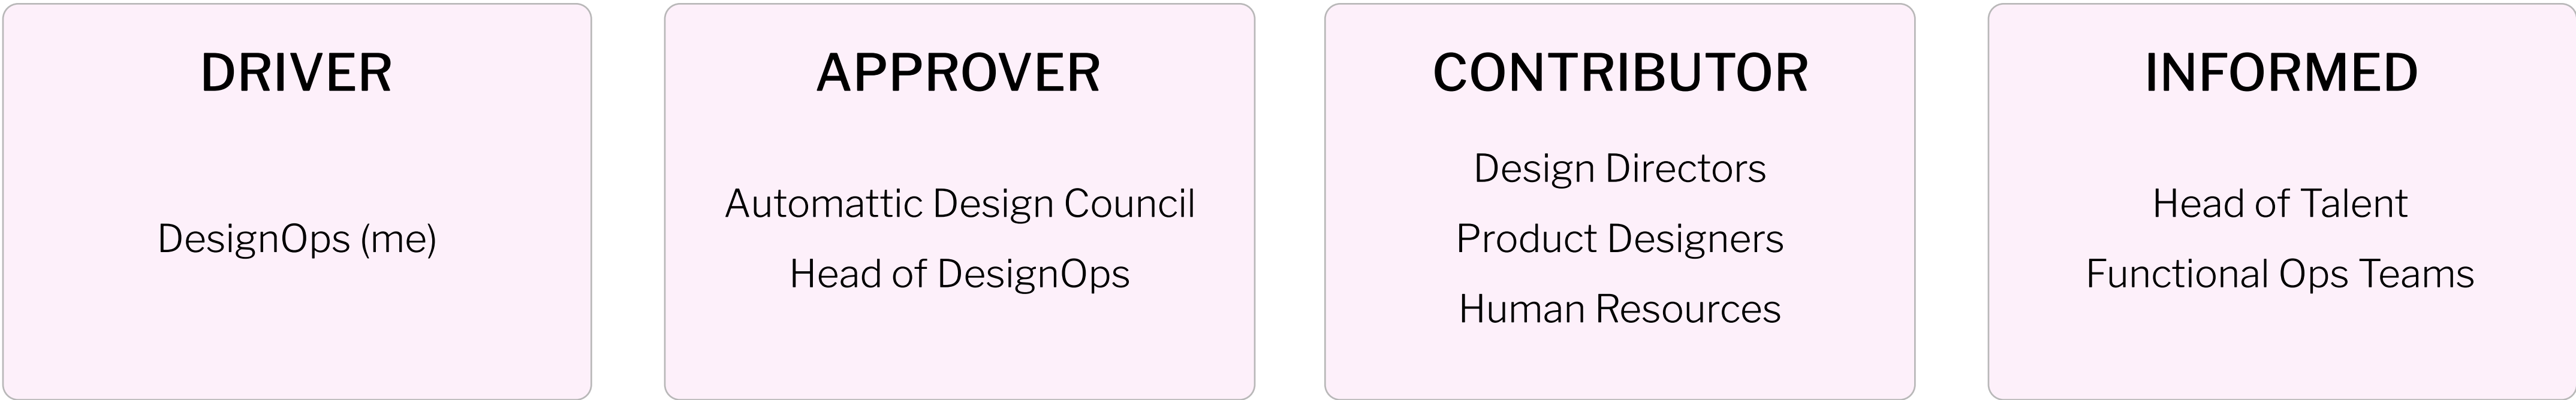 DRIVER
DesignOps (me)
APPROVER
Automattic Design Council
Head of DesignOps
CONTRIBUTOR
Design Directors
Product Designers
Human Resources
INFORMED
Head of Talent
Functional Ops Teams